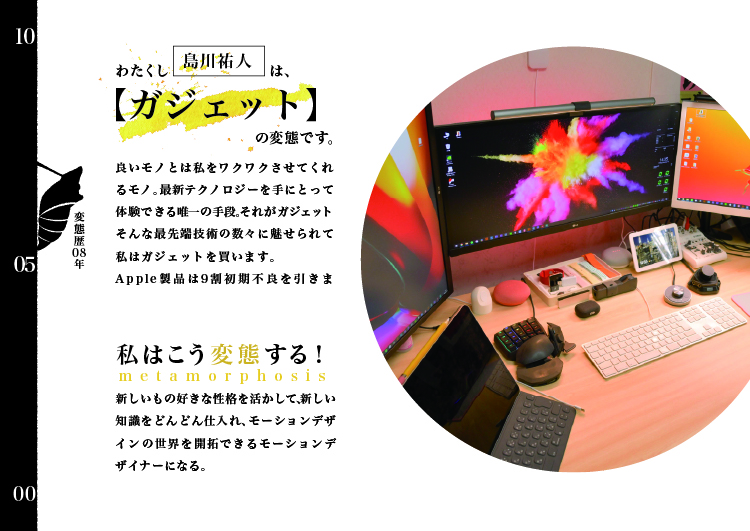 10
05
00
変態歴08年
わたくし 島川祐人 は、
【ガジェット】
の変態です。
良いモノとは私をワクワクさせてくれ
るモノ。最新テクノロジーを手にとって
体験できる唯一の手段。それがガジェット
そんな最先端技術の数々に魅せられて
私はガジェットを買います。
Apple製品は9割初期不良を引きま
私はこう変態する！
metamorphosis
新しいもの好きな性格を活かして、新しい
知識をどんどん仕入れ、モーションデザ
インの世界を開拓できるモーションデ
ザイナーになる。